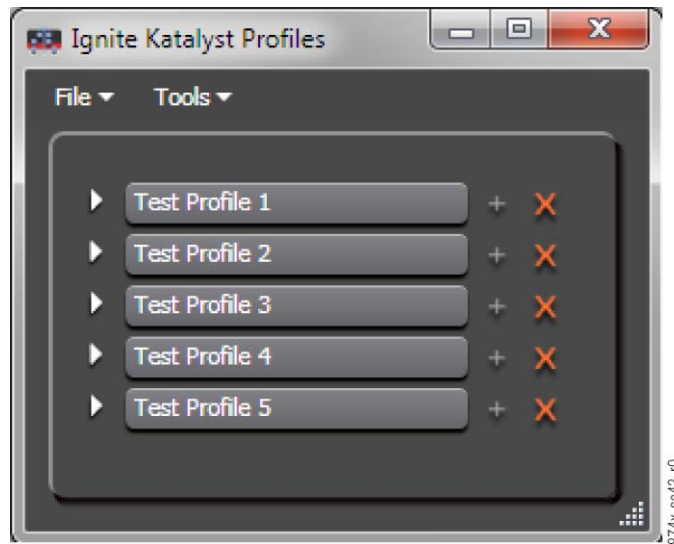 Ignite Katalyst Profiles
File Tools
Test Profile 1
Test Profile 2
Test Profile 3
Test Profile 4
Test Profile 5